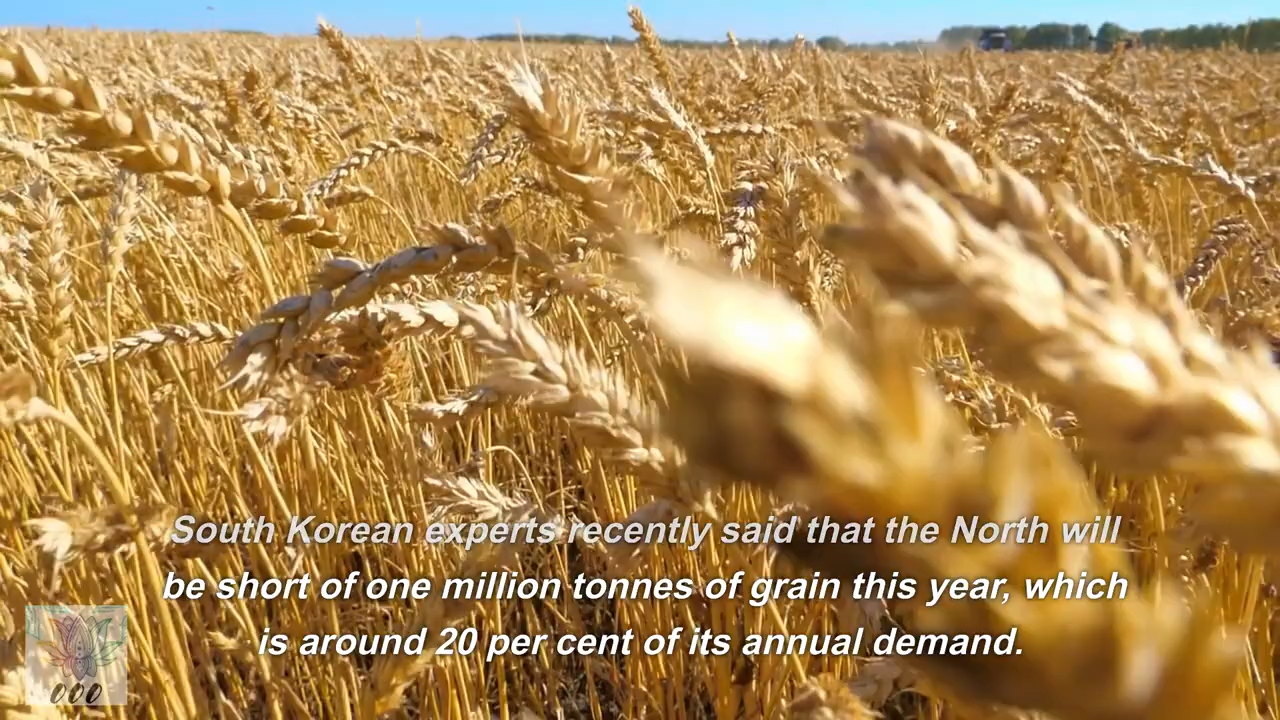 South Korean experts recently said that the North will
be short of one million tonnes of grain this year, which
is around 20 per cent of its annual demand.